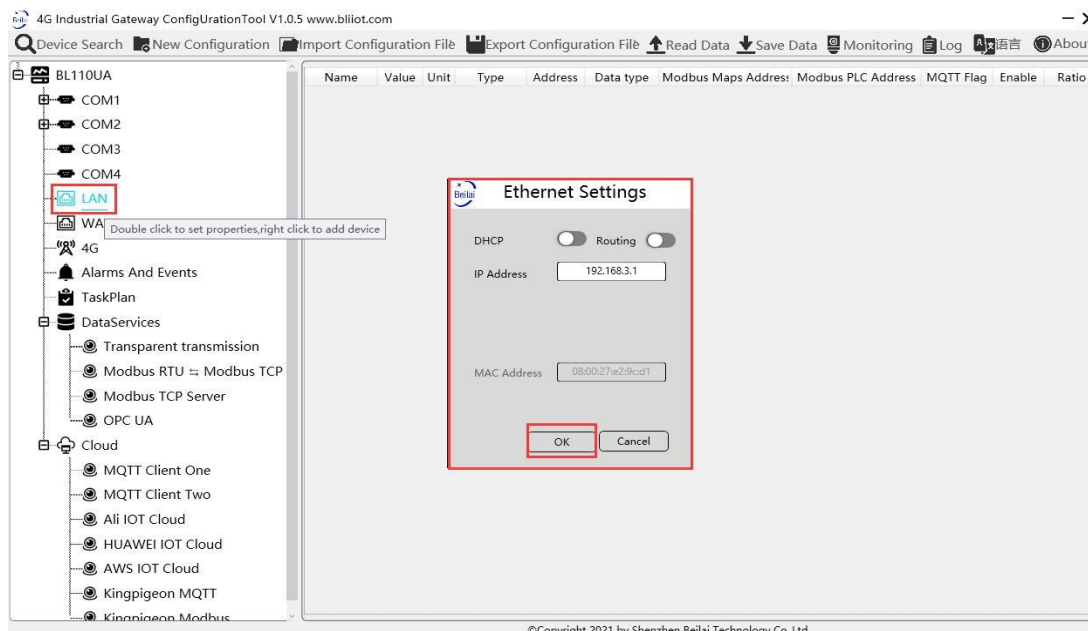 Beilai 4G Industrial Gateway ConfigUrationTool V1.0.5 www.bliiot.com
Device Search New Configuration Import Configuration File Export Configuration File Read Data Save Data Monitoring Log A文 语言 Abou
BL110UA
Name Value Unit Type Address Data type Modbus Maps Address Modbus PLC Address MQTT Flag Enable Ratio
COM1
COM2
COM3
COM4
LAN
WA
Double click to set properties,right click to add device
4G
Alarms And Events
TaskPlan
DataServices
Transparent transmission
Modbus RTU ⇆ Modbus TCP
Modbus TCP Server
OPC UA
Cloud
MQTT Client One
MQTT Client Two
Ali IOT Cloud
HUAWEI IOT Cloud
AWS IOT Cloud
Kingpigeon MQTT
Kingpigeon Modbus
Beilai Ethernet Settings
DHCP Routing
IP Address 192.168.3.1
MAC Address 08:00:27:e2:9c:d1
OK Cancel
©Copyright 2021 by Shenzhen Beilai Technology Co.,Ltd